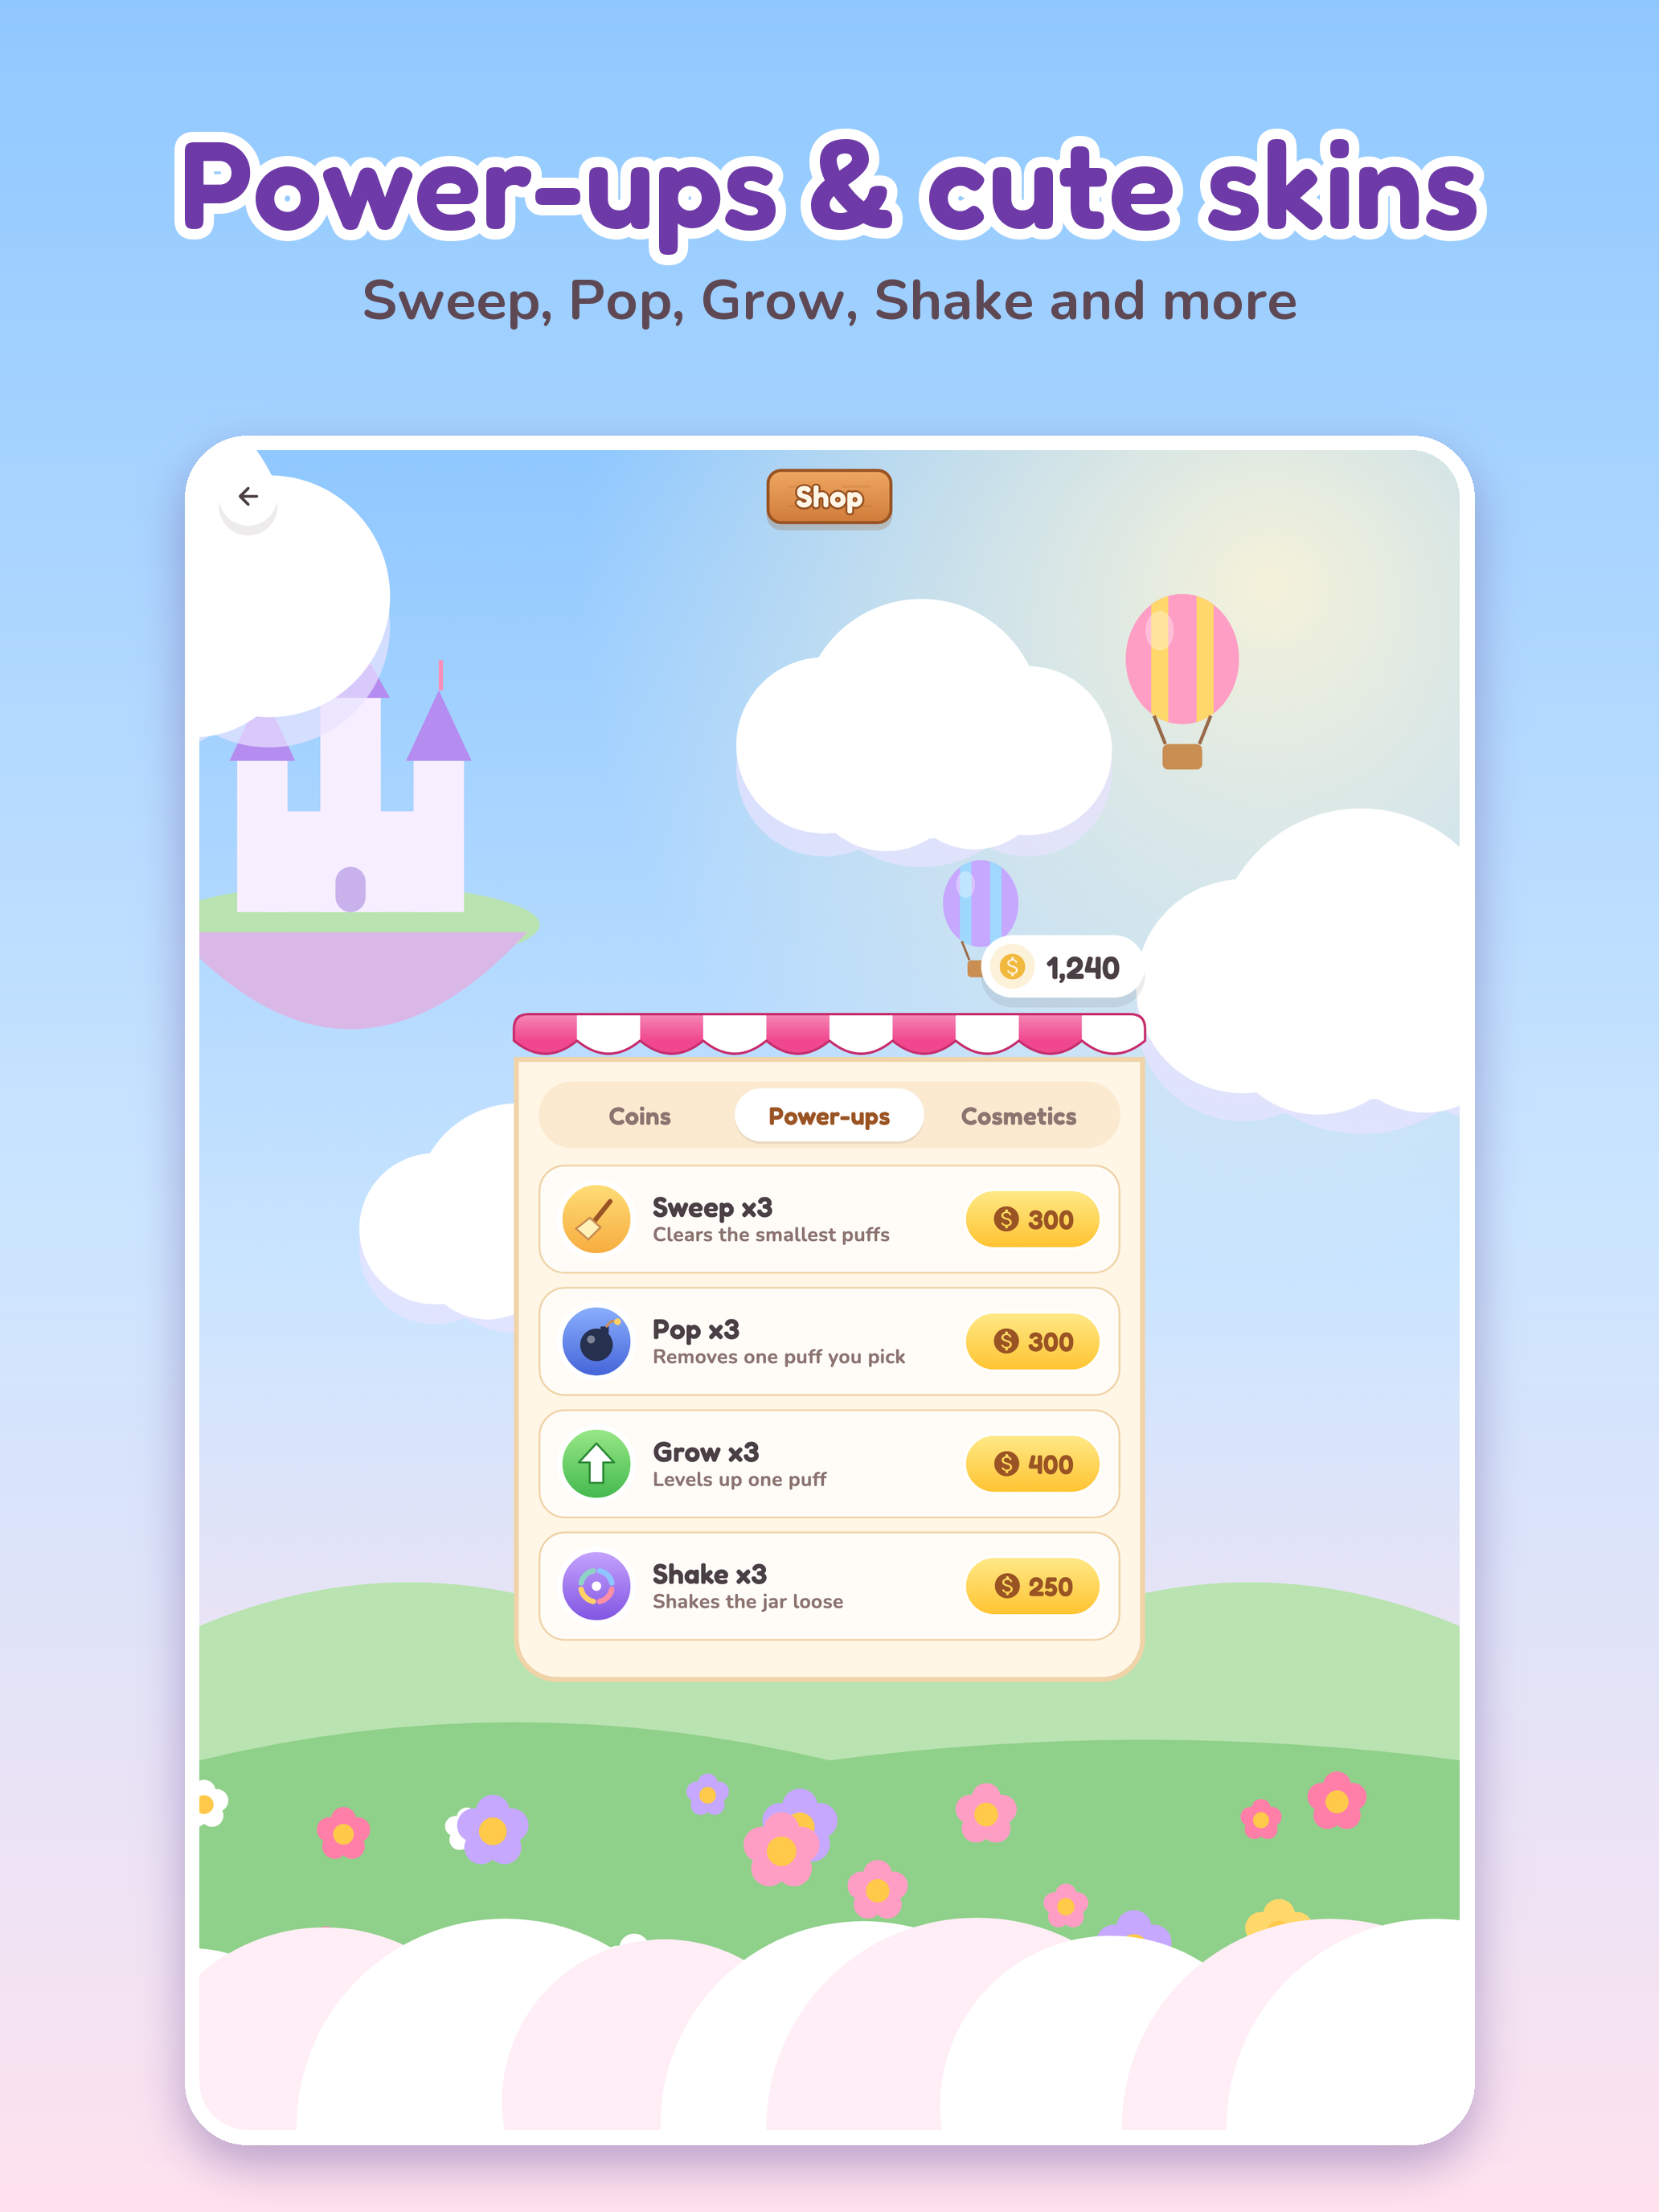 Power-ups & cute skins
Sweep, Pop, Grow, Shake and more
Shop
1,240
Coins
Power-ups
Cosmetics
Sweep x3
Clears the smallest puffs
300
Pop x3
Removes one puff you pick
300
Grow x3
Levels up one puff
400
Shake x3
Shakes the jar loose
250